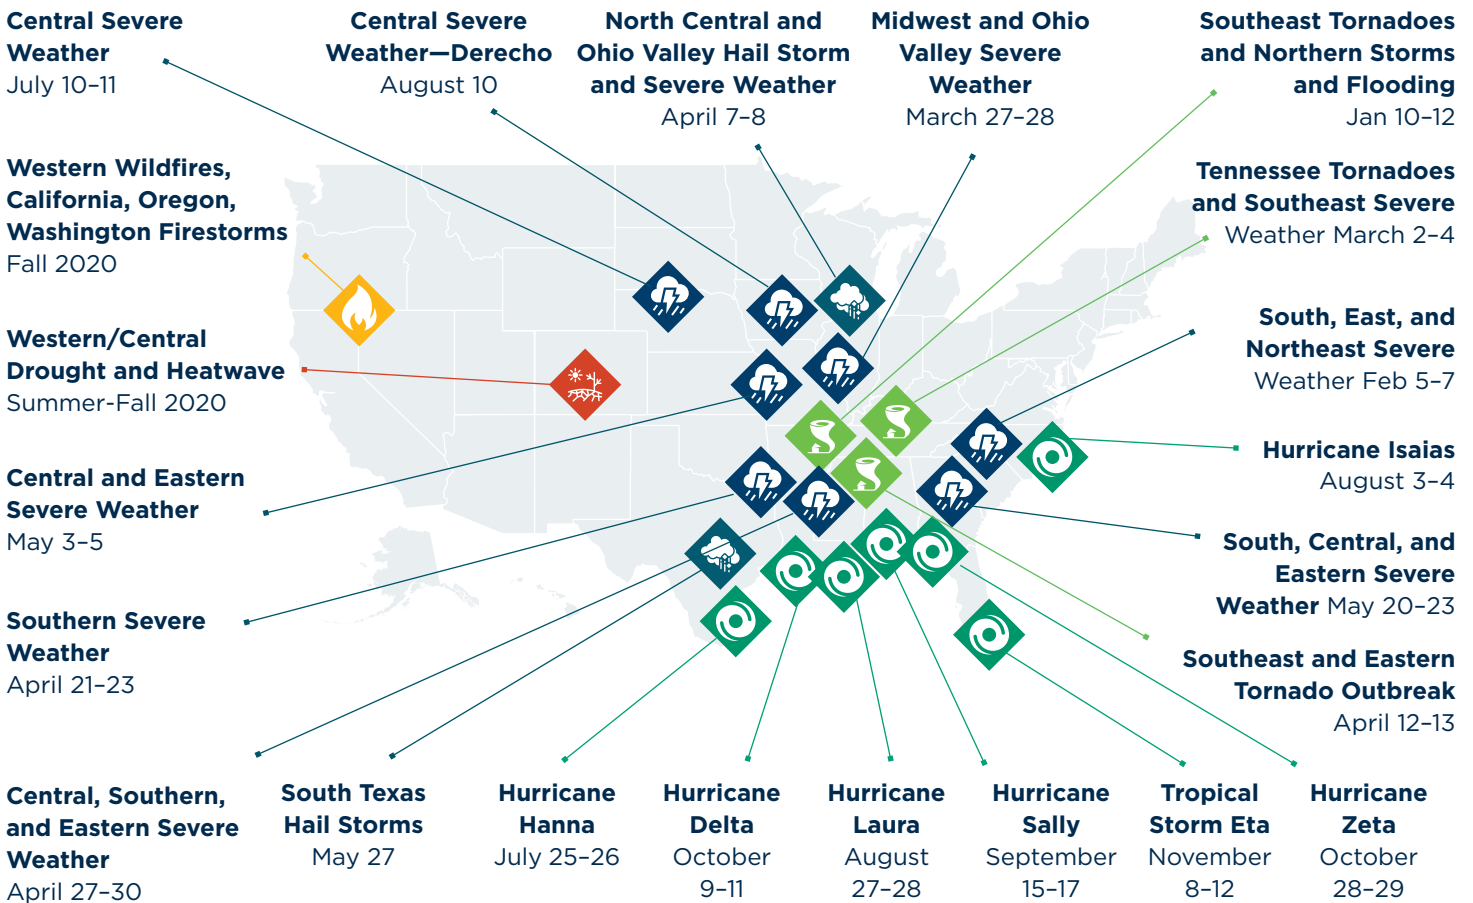 Central Severe
Weather
July 10–11
Central Severe
Weather—Derecho
August 10
North Central and
Ohio Valley Hail Storm
and Severe Weather
April 7–8
Midwest and Ohio
Valley Severe
Weather
March 27–28
Southeast Tornadoes
and Northern Storms
and Flooding
Jan 10–12
Western Wildfires,
California, Oregon,
Washington Firestorms
Fall 2020
Tennessee Tornadoes
and Southeast Severe
Weather March 2–4
Western/Central
Drought and Heatwave
Summer-Fall 2020
South, East, and
Northeast Severe
Weather Feb 5–7
Hurricane Isaias
August 3–4
Central and Eastern
Severe Weather
May 3–5
South, Central, and
Eastern Severe
Weather May 20–23
Southern Severe
Weather
April 21–23
Southeast and Eastern
Tornado Outbreak
April 12–13
Central, Southern,
and Eastern Severe
Weather
April 27–30
South Texas
Hail Storms
May 27
Hurricane
Hanna
July 25–26
Hurricane
Delta
October
9–11
Hurricane
Laura
August
27–28
Hurricane
Sally
September
15–17
Tropical
Storm Eta
November
8–12
Hurricane
Zeta
October
28–29